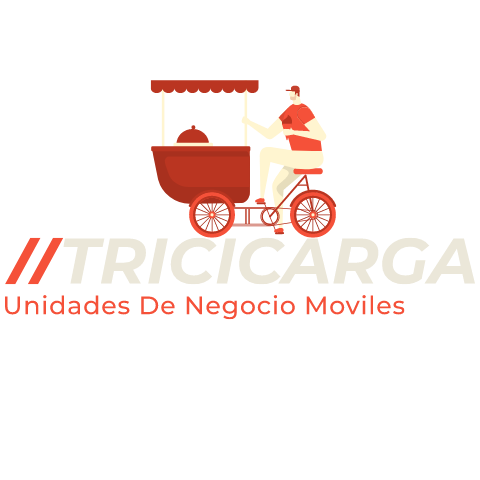 //TRICICARGA
Unidades De Negocio Moviles